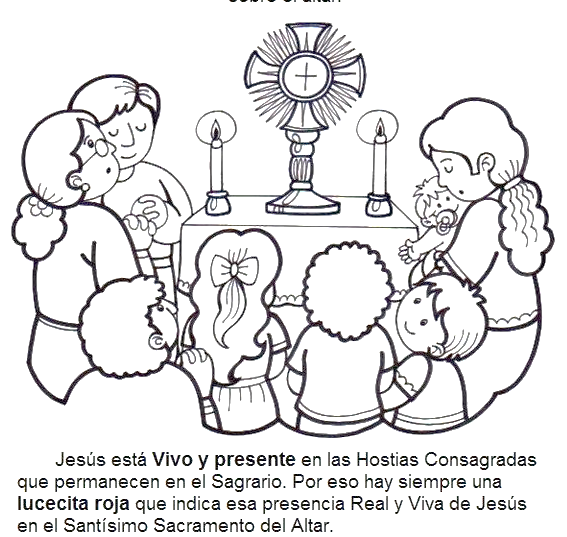 sobre el altar.
Jesús está Vivo y presente en las Hostias Consagradas
que permanecen en el Sagrario. Por eso hay siempre una
lucecita roja que indica esa presencia Real y Viva de Jesús
en el Santísimo Sacramento del Altar.